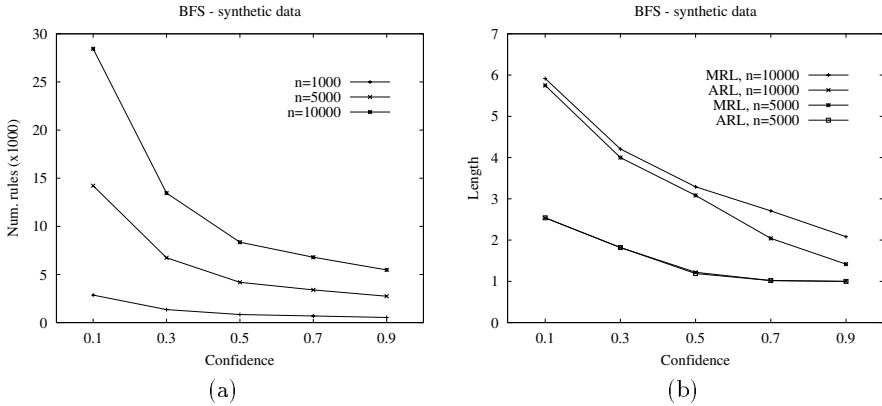 BFS - synthetic data
30
25
20
15
10
5
0
Num. rules (x1000)
n=1000
n=5000
n=10000
0.1 0.3 0.5 0.7 0.9
Confidence
(a)
BFS - synthetic data
7
6
5
4
3
2
1
0
Length
MRL, n=10000
ARL, n=10000
MRL, n=5000
ARL, n=5000
0.1 0.3 0.5 0.7 0.9
Confidence
(b)